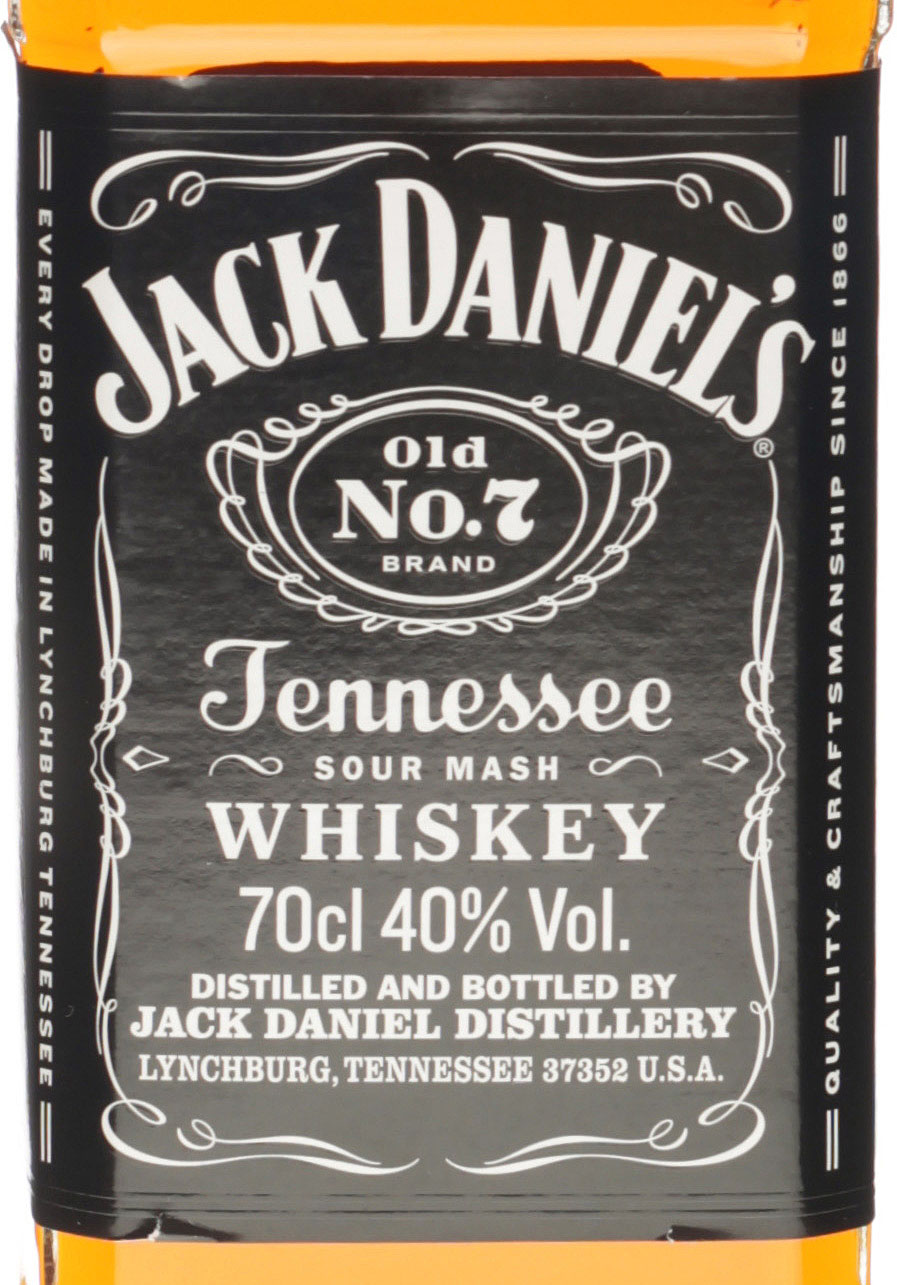 JACK DANIEL'S
®
Old
No.7
BRAND
Tennessee
SOUR MASH
WHISKEY
70cl 40% Vol.
DISTILLED AND BOTTLED BY
JACK DANIEL DISTILLERY
LYNCHBURG, TENNESSEE 37352 U.S.A.
EVERY DROP MADE IN LYNCHBURG TENNESSEE
QUALITY & CRAFTSMANSHIP SINCE 1866